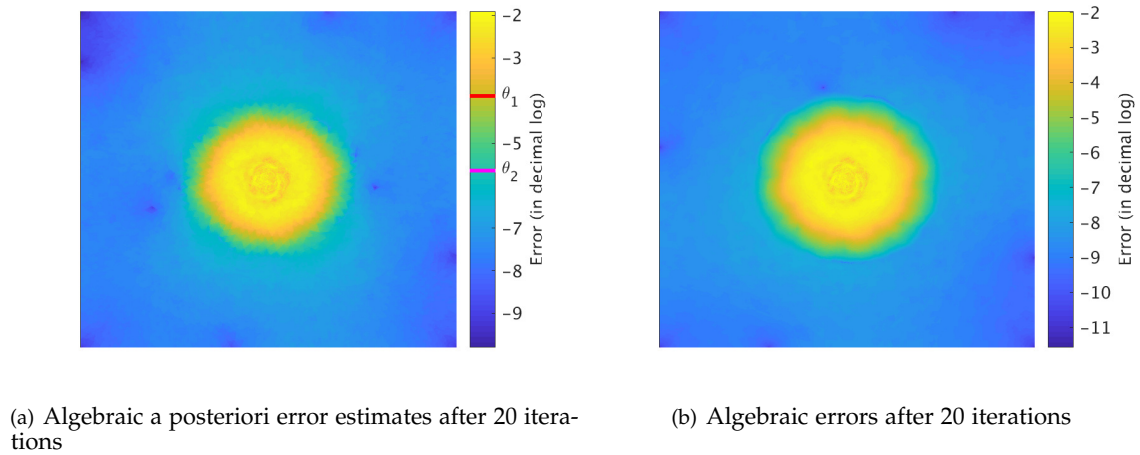 −2
−3
θ1
−5
θ2
−7
−8
−9
Error (in decimal log)
−2
−3
−4
−5
−6
−7
−8
−9
−10
−11
Error (in decimal log)
(a) Algebraic a posteriori error estimates after 20 itera-
tions
(b) Algebraic errors after 20 iterations